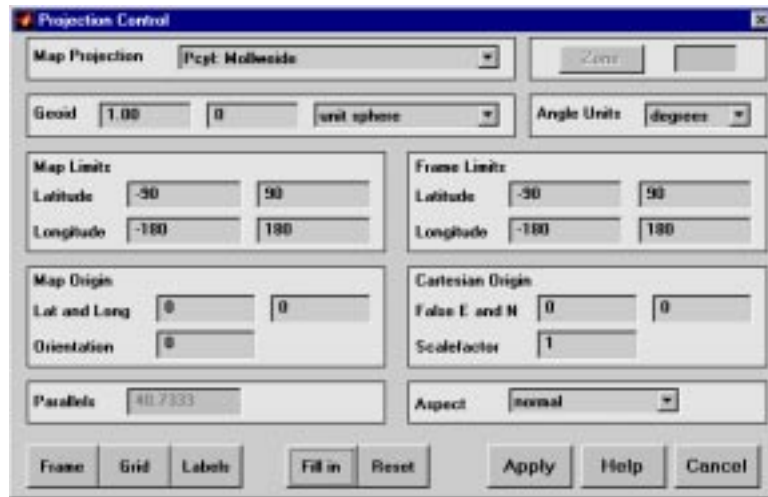 Projection Control
Map Projection Pcyl: Mollweide Zone
Geoid 1.00 0 unit sphere Angle Units degrees
Map Limits Frame Limits
Latitude -90 90 Latitude -90 90
Longitude -180 180 Longitude -180 180
Map Origin Cartesian Origin
Lat and Long 0 0 False E and N 0 0
Orientation 0 Scalefactor 1
Parallels 40.7333 Aspect normal
Frame Grid Labels Fill in Reset Apply Help Cancel